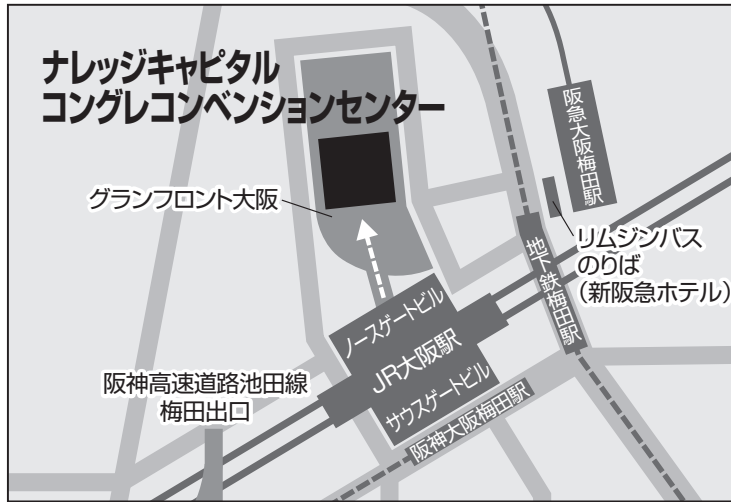 ナレッジキャピタル
コングレコンベンションセンター
グランフロント大阪
阪急大阪梅田駅
リムジンバス
のりば
（新阪急ホテル）
地下鉄梅田駅
ノースゲートビル
JR大阪駅
サウスゲートビル
阪神大阪梅田駅
阪神高速道路池田線
梅田出口